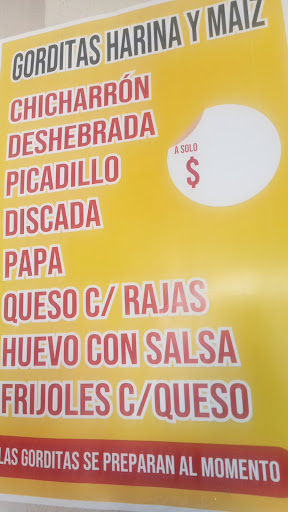 GORDITAS HARINA Y MAÍZ
CHICHARRÓN
DESHEBRADA
PICADILLO
A SOLO
$
DISCADA
PAPA
QUESO C/ RAJAS
HUEVO CON SALSA
FRIJOLES C/QUESO
LAS GORDITAS SE PREPARAN AL MOMENTO